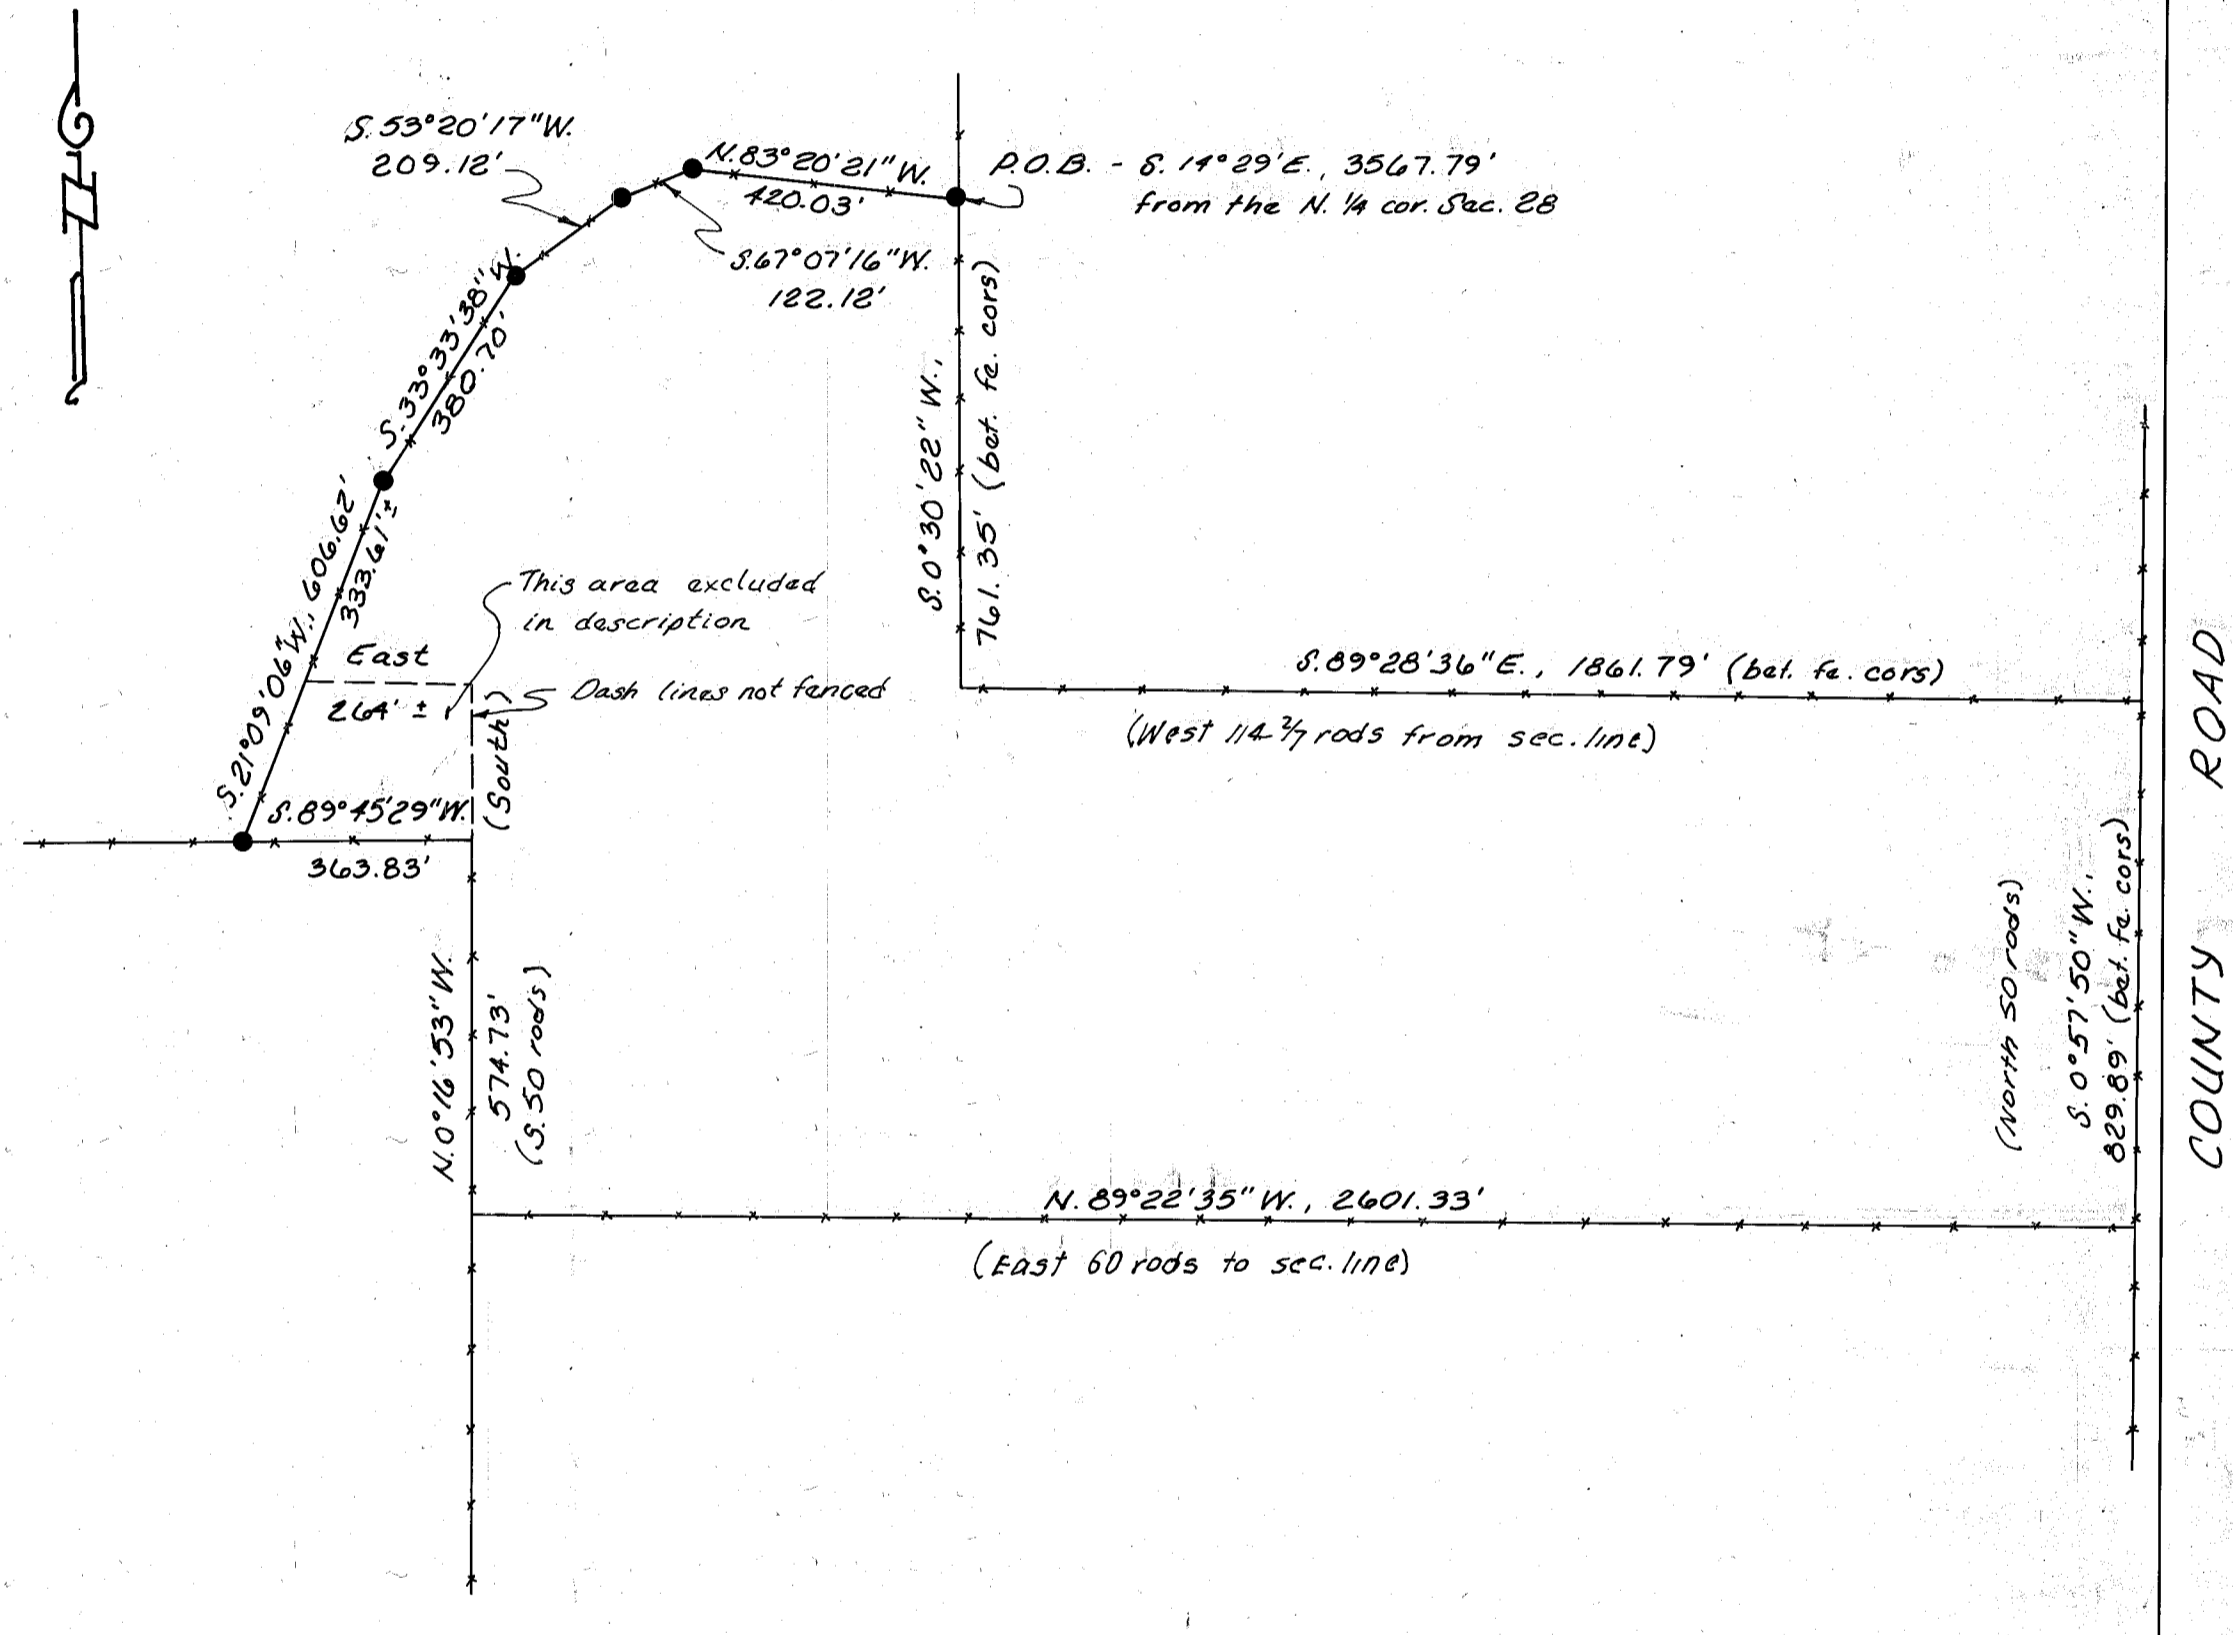 S. 53°20'17"W.
209.12'
N. 83°20'21" W.
420.03'
P.O.B. - S. 14°29'E., 3567.79'
from the N. 1/4 cor. Sec. 28
S. 67°07'16"W.
122.12'
S. 33°33'38"W.
380.70'
S. 21°09'06"W., 606.62'
333.61'±
S. 0°30'22" W.,
761.35' (bet. fe. cors)
This area excluded
in description
East
264' ±
Dash lines not fenced
(South)
S. 89°28'36"E., 1861.79' (bet. fe. cors)
(West 114 2/7 rods from sec. line)
S. 89°45'29"W.
363.83'
N. 0°16'53"W.
574.73'
(S. 50 rods)
(North 50 rods)
S. 0°57'50"W.,
829.89' (bet. fe. cors)
COUNTY ROAD
N. 89°22'35" W., 2601.33'
(East 60 rods to sec. line)